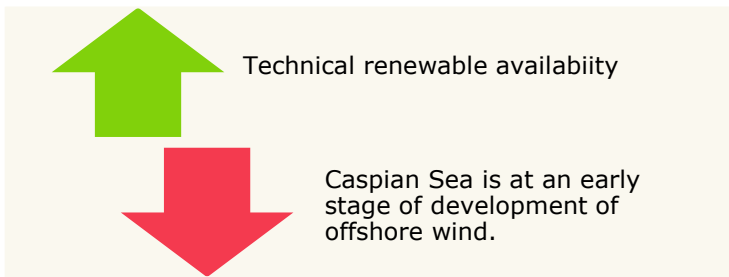 Technical renewable availabiity
Caspian Sea is at an early
stage of development of
offshore wind.